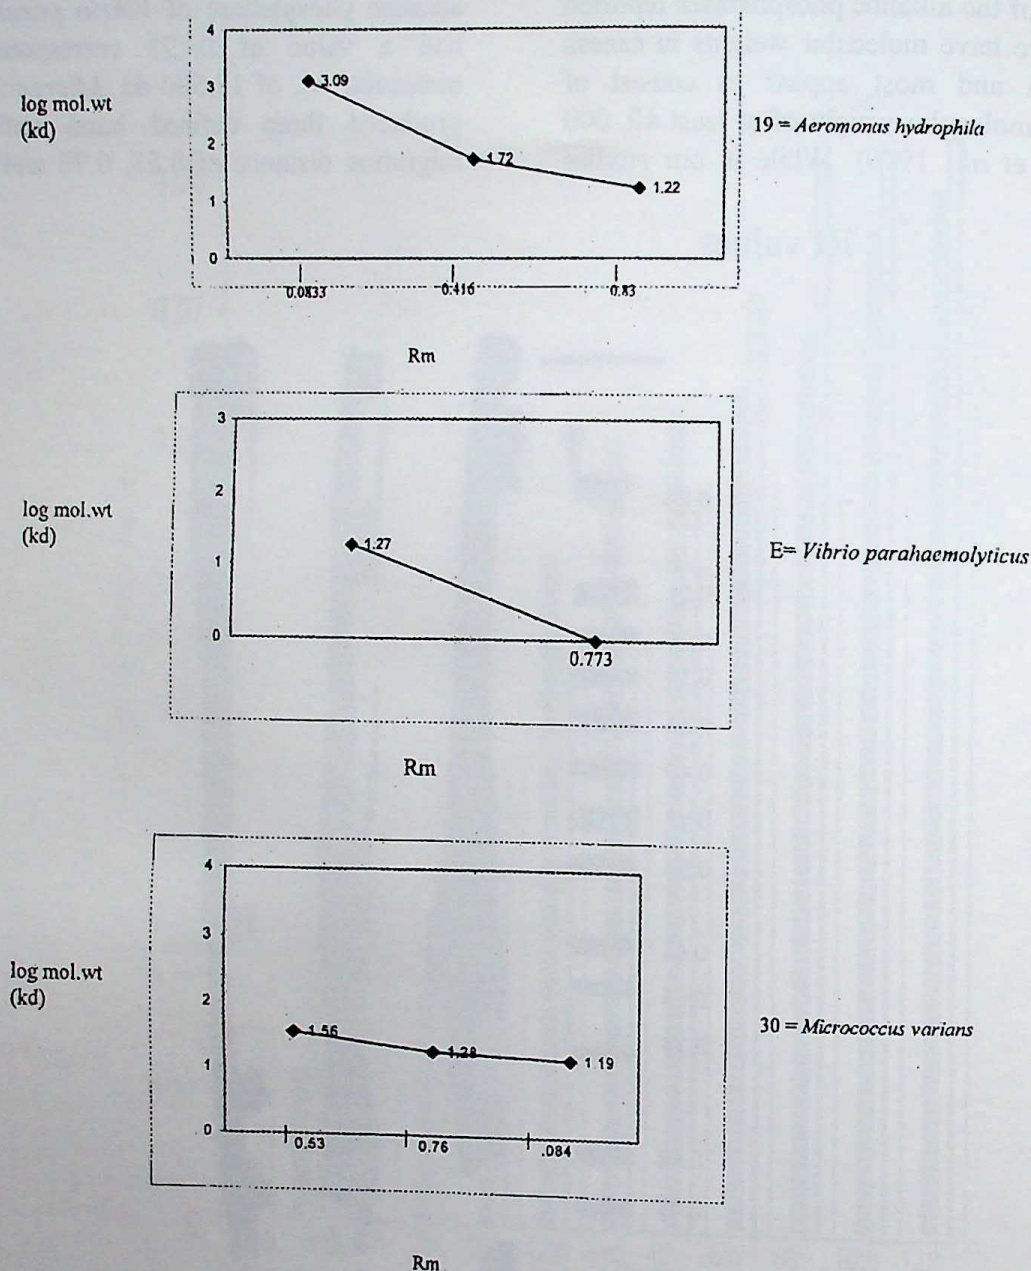 4
3
2
1
0
log mol.wt
(kd)
3.09
1.72
1.22
0.0833
0.416
0.83
Rm
19 = Aeromonus hydrophila
3
2
1
0
log mol.wt
(kd)
1.27
0.773
Rm
E= Vibrio parahaemolyticus
4
3
2
1
0
log mol.wt
(kd)
1.56
1.28
1.19
0.53
0.76
.084
Rm
30 = Micrococcus varians